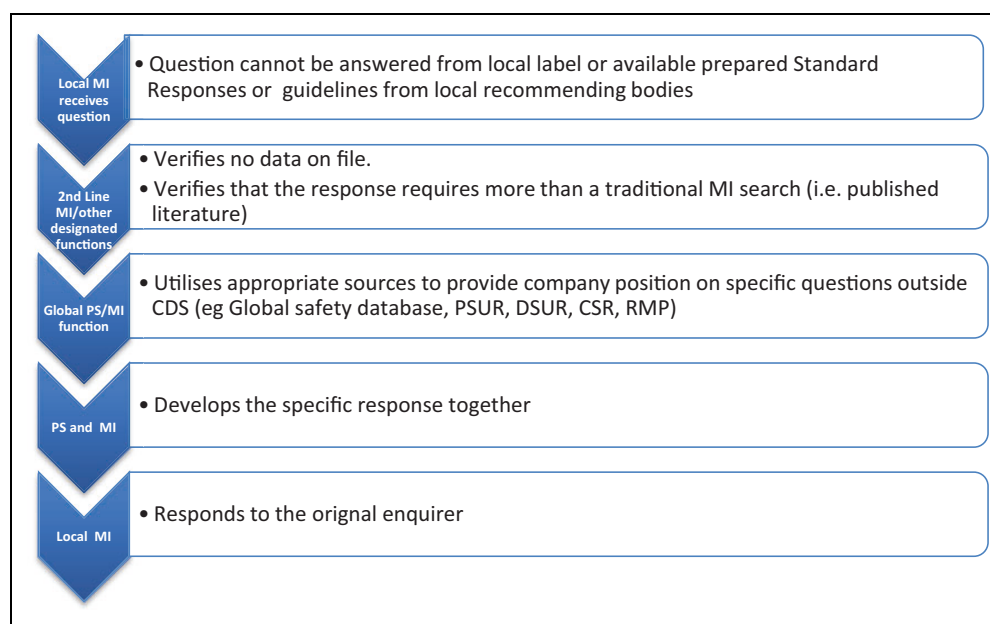 Local MI
receives
question
• Question cannot be answered from local label or available prepared Standard
Responses or guidelines from local recommending bodies
2nd Line
MI/other
designated
functions
• Verifies no data on file.
• Verifies that the response requires more than a traditional MI search (i.e. published
literature)
Global PS/MI
function
• Utilises appropriate sources to provide company position on specific questions outside
CDS (eg Global safety database, PSUR, DSUR, CSR, RMP)
PS and MI
• Develops the specific response together
Local MI
• Responds to the orignal enquirer